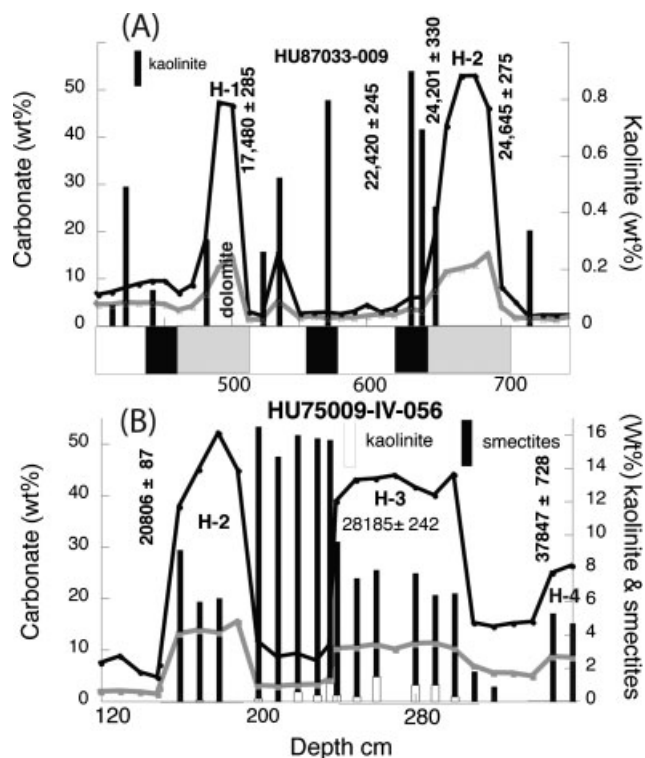 (A)
kaolinite
HU87033-009
H-1
17,480 ± 285
22,420 ± 245
24,201 ± 330
H-2
24,645 ± 275
dolomite
Carbonate (wt%)
60
50
40
30
20
10
0
Kaolinite (wt%)
0.8
0.6
0.4
0.2
0
500
600
700
(B)
HU75009-IV-056
kaolinite
smectites
20806 ± 87
H-2
H-3
28185± 242
37847 ± 728
H-4
Carbonate (wt%)
50
40
30
20
10
0
(Wt%) kaolinite & smectites
16
14
12
10
8
6
4
2
0
120
200
280
Depth cm